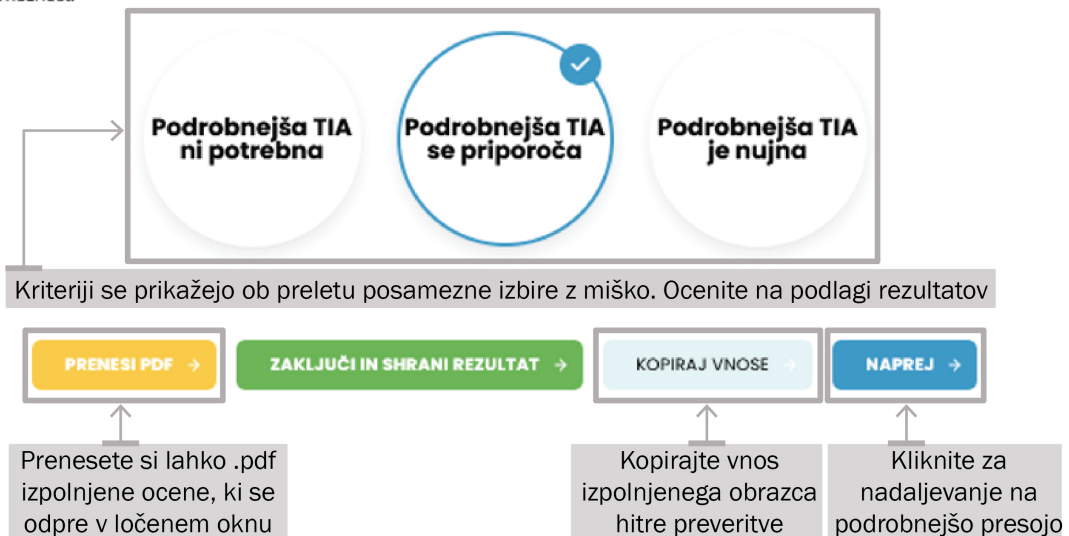 Podrobnejša TIA
ni potrebna
Podrobnejša TIA
se priporoča
Podrobnejša TIA
je nujna
Kriteriji se prikažejo ob preletu posamezne izbire z miško. Ocenite na podlagi rezultatov
PRENESI PDF →
ZAKLJUČI IN SHRANI REZULTAT →
KOPIRAJ VNOSE →
NAPREJ →
Prenesete si lahko .pdf
izpolnjene ocene, ki se
odpre v ločenem oknu
Kopirajte vnos
izpolnjenega obrazca
hitre preveritve
Kliknite za
nadaljevanje na
podrobnejšo presojo